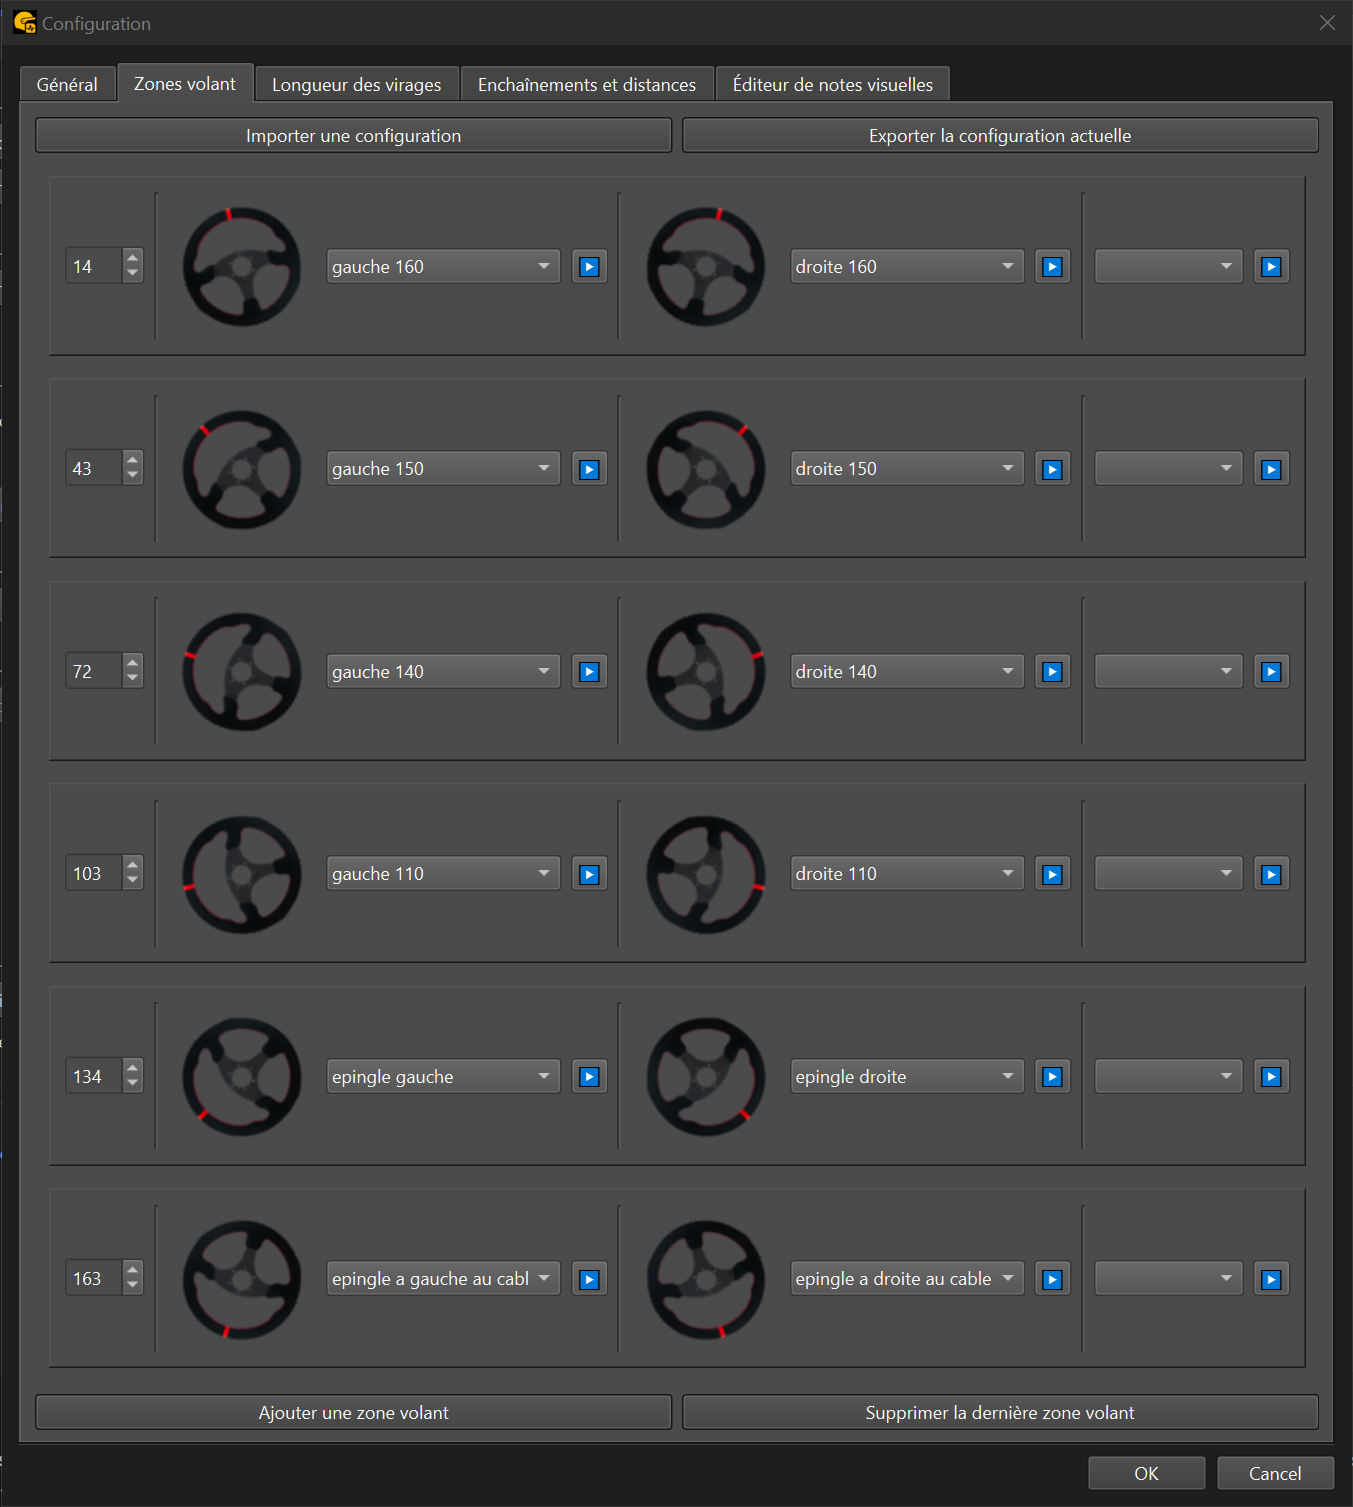 Configuration
Général
Zones volant
Longueur des virages
Enchaînements et distances
Éditeur de notes visuelles
Importer une configuration
Exporter la configuration actuelle
14
gauche 160
droite 160
43
gauche 150
droite 150
72
gauche 140
droite 140
103
gauche 110
droite 110
134
epingle gauche
epingle droite
163
epingle a gauche au cabl
epingle a droite au cable
Ajouter une zone volant
Supprimer la dernière zone volant
OK
Cancel